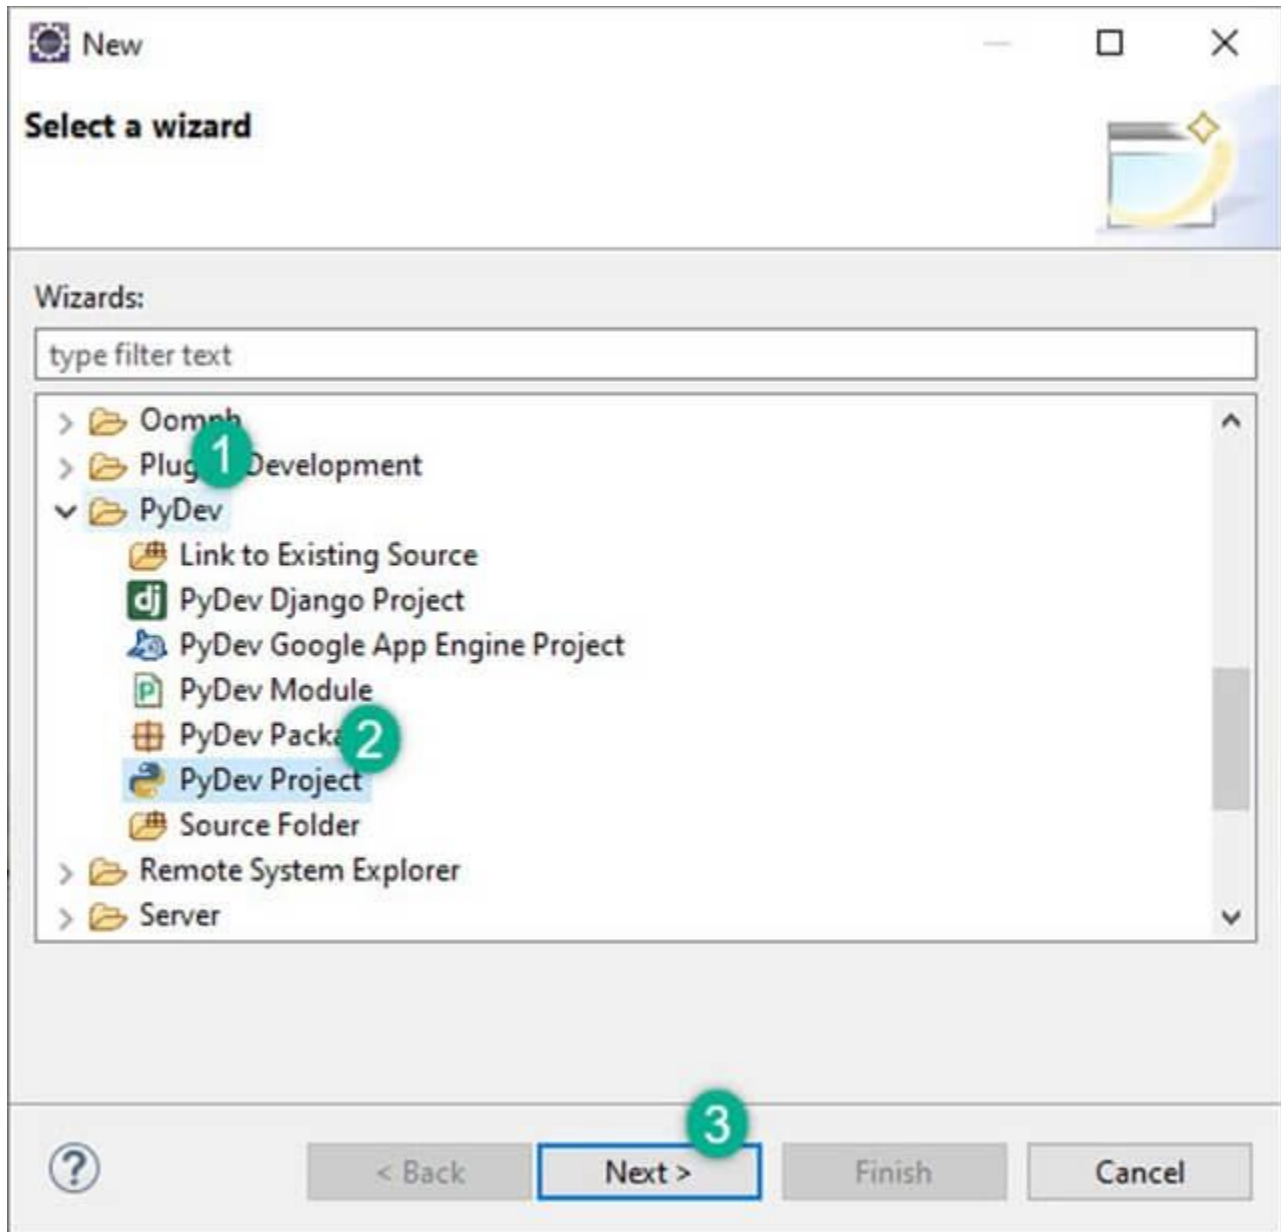 New
Select a wizard
Wizards:
type filter text
Oomph
1
Development
PyDev
Link to Existing Source
dj PyDev Django Project
PyDev Google App Engine Project
P PyDev Module
PyDev
2
PyDev Project
Source Folder
Remote System Explorer
Server
3
? < Back Next > Finish Cancel